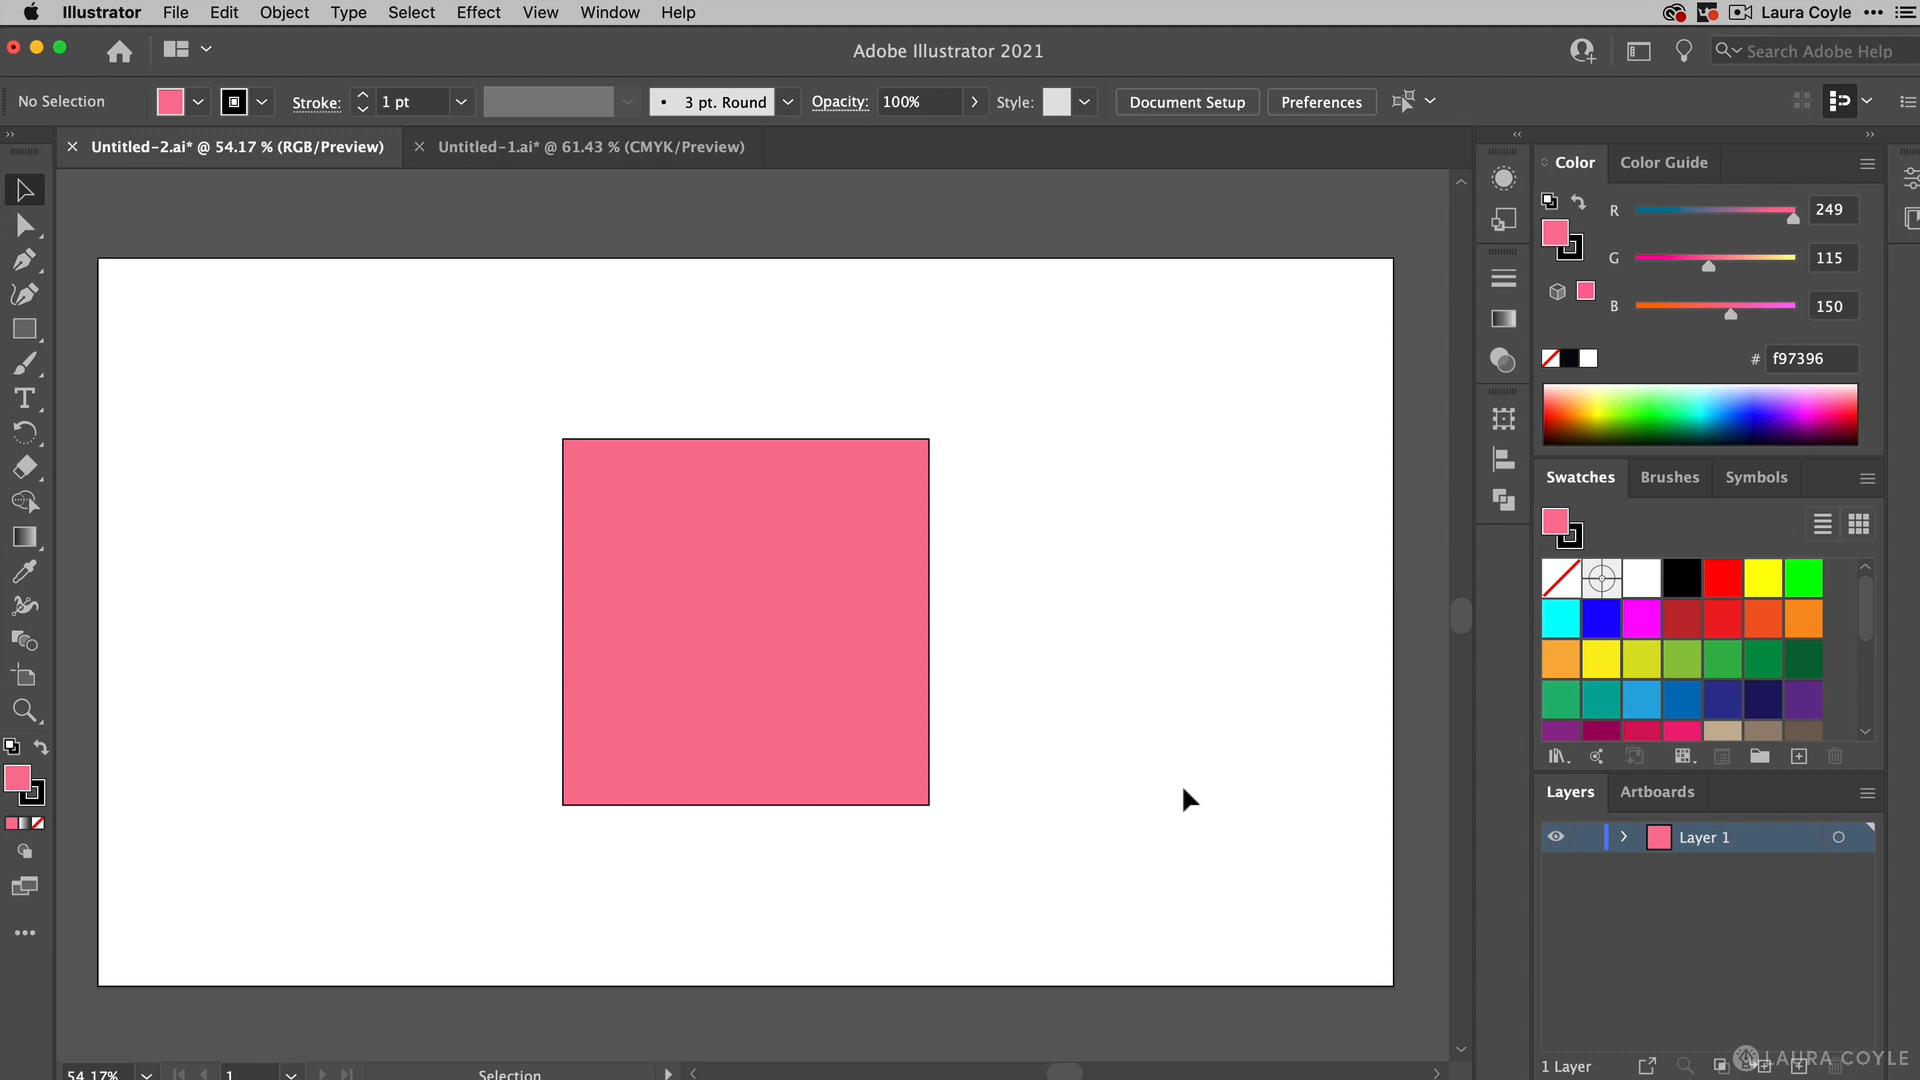 Illustrator File Edit Object Type Select Effect View Window Help Laura Coyle
Adobe Illustrator 2021 Search Adobe Help
No Selection Stroke: 1 pt • 3 pt. Round Opacity: 100% Style: Document Setup Preferences
Untitled-2.ai* @ 54.17 % (RGB/Preview) Untitled-1.ai* @ 61.43 % (CMYK/Preview)
Color Color Guide
R 249
G 115
B 150
# f97396
Swatches Brushes Symbols
Layers Artboards
Layer 1
1 Layer
LAURA COYLE
54.17% 1 Selection